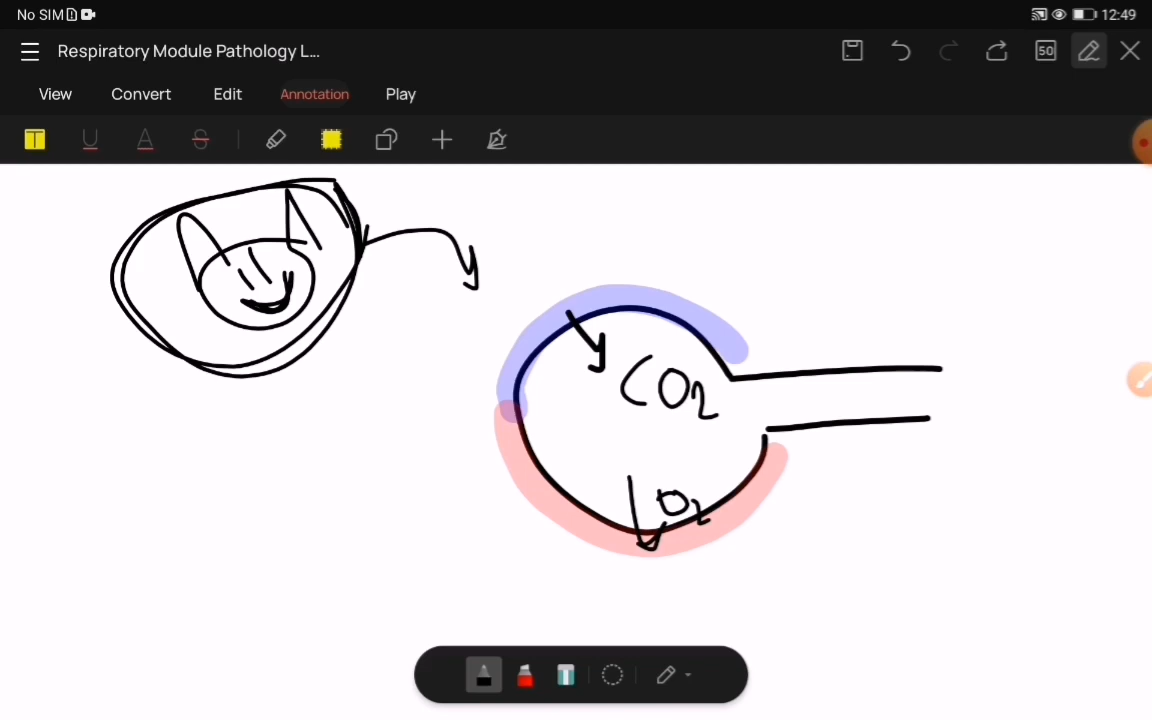 No SIM 12:49
Respiratory Module Pathology L... 50
View Convert Edit Annotation Play
T U A S
CO2
O2